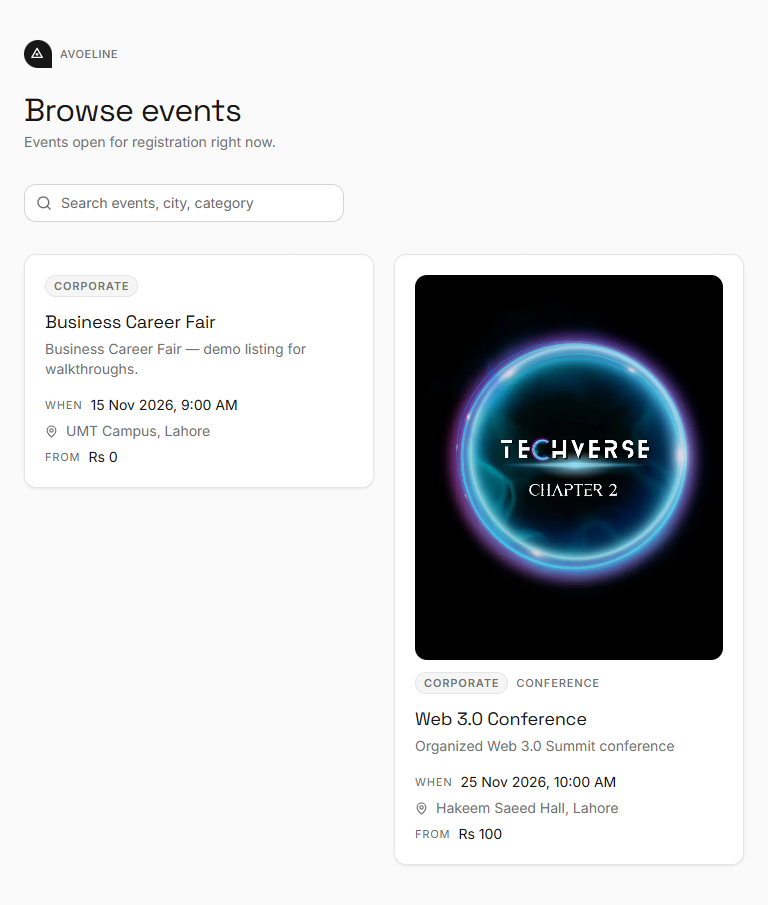 AVOELINE
Browse events
Events open for registration right now.
Search events, city, category
CORPORATE
Business Career Fair
Business Career Fair — demo listing for
walkthroughs.
WHEN 15 Nov 2026, 9:00 AM
UMT Campus, Lahore
FROM Rs 0
TECHVERSE
CHAPTER 2
CORPORATE CONFERENCE
Web 3.0 Conference
Organized Web 3.0 Summit conference
WHEN 25 Nov 2026, 10:00 AM
Hakeem Saeed Hall, Lahore
FROM Rs 100